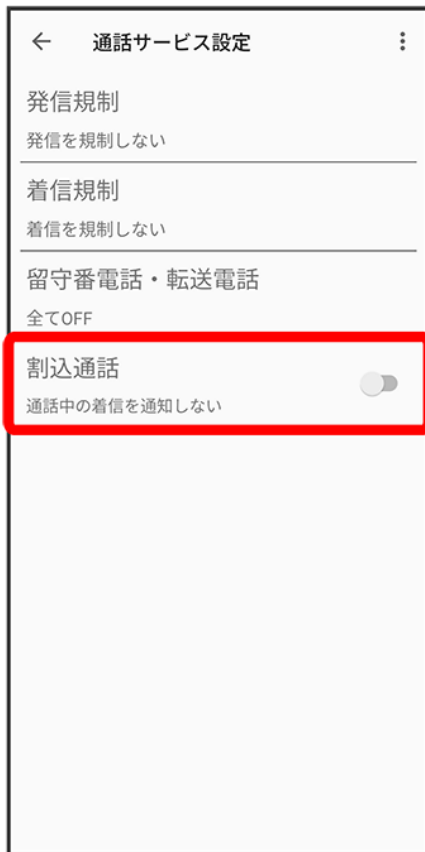 通話サービス設定
発信規制
発信を規制しない
着信規制
着信を規制しない
留守番電話・転送電話
全てOFF
割込通話
通話中の着信を通知しない